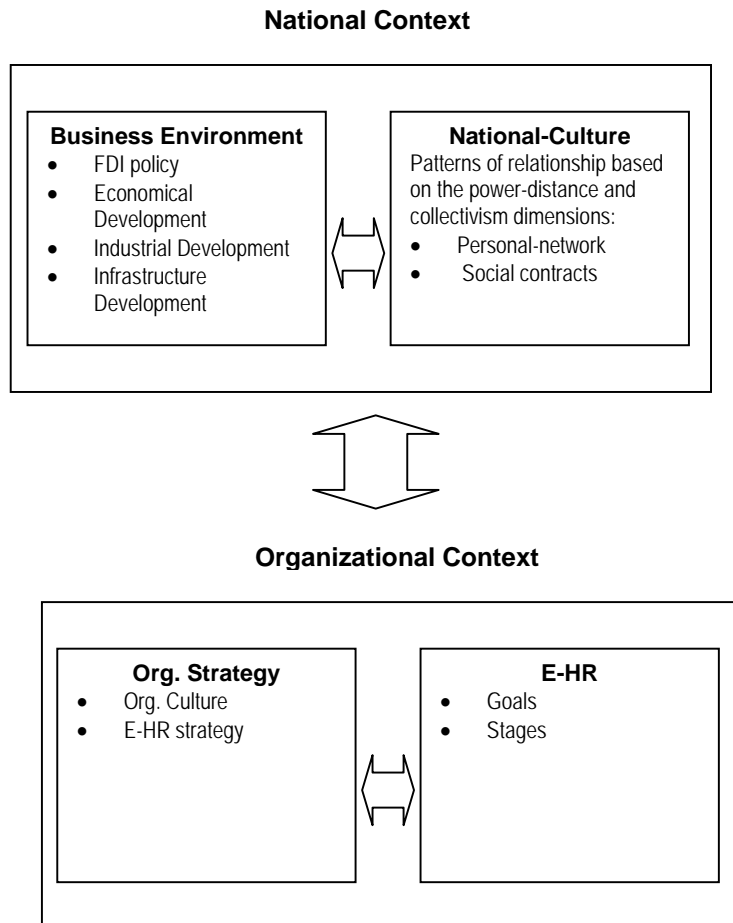 National Context
Business Environment
• FDI policy
• Economical
Development
• Industrial Development
• Infrastructure
Development
National-Culture
Patterns of relationship based
on the power-distance and
collectivism dimensions:
• Personal-network
• Social contracts
Organizational Context
Org. Strategy
• Org. Culture
• E-HR strategy
E-HR
• Goals
• Stages